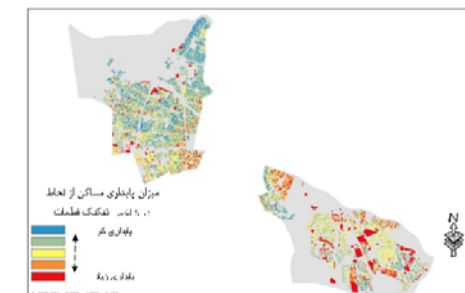 میزان پایداری مساکن از لحاظ
تفکیک قطعات
پایداری کم
پایداری زیاد
N